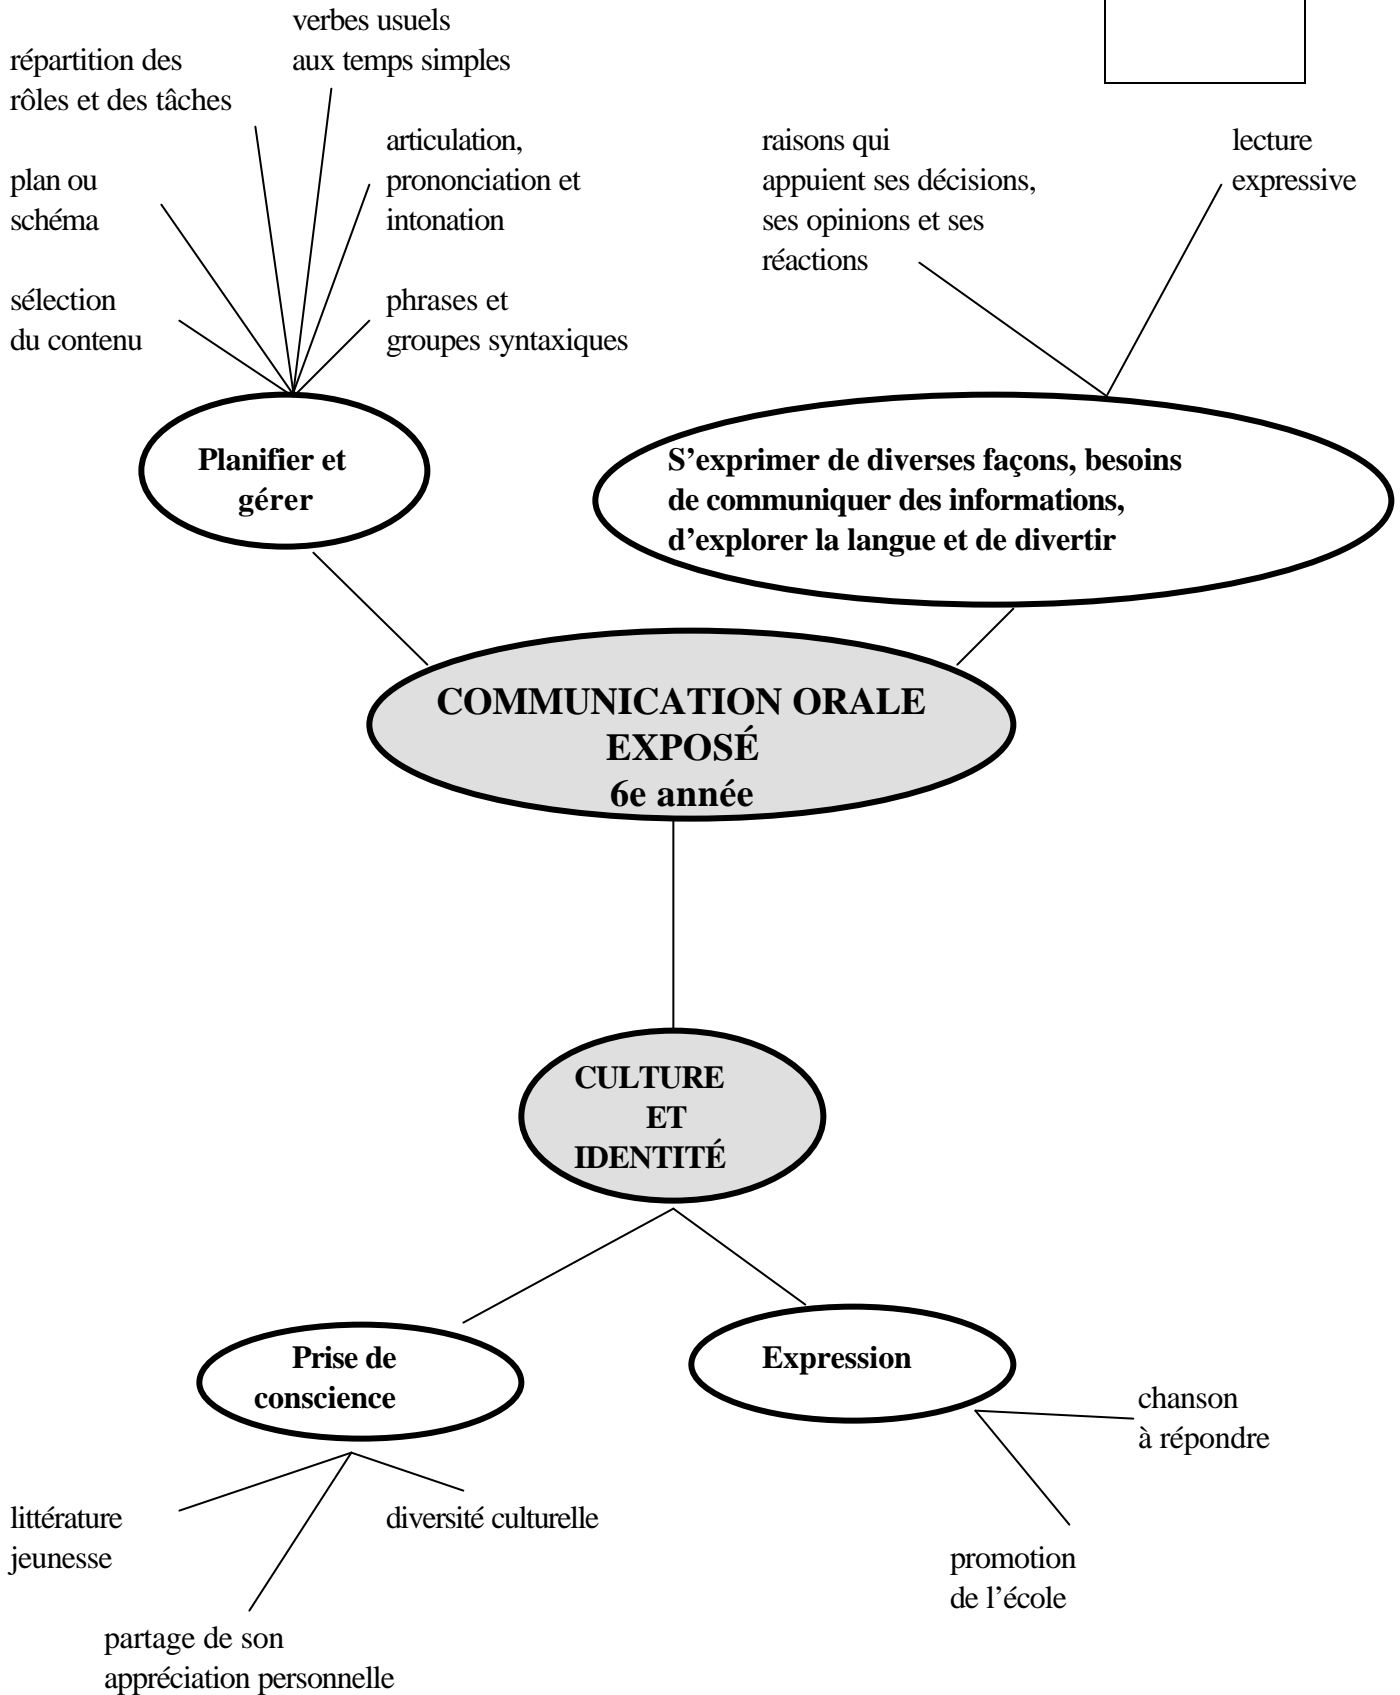 verbes usuels
aux temps simples
répartition des
rôles et des tâches
articulation,
prononciation et
intonation
plan ou
schéma
sélection
du contenu
phrases et
groupes syntaxiques
raisons qui
appuient ses décisions,
ses opinions et ses
réactions
lecture
expressive
Planifier et
gérer
S’exprimer de diverses façons, besoins
de communiquer des informations,
d’explorer la langue et de divertir
COMMUNICATION ORALE
EXPOSÉ
6e année
CULTURE
ET
IDENTITÉ
Prise de
conscience
Expression
chanson
à répondre
littérature
jeunesse
diversité culturelle
promotion
de l’école
partage de son
appréciation personnelle